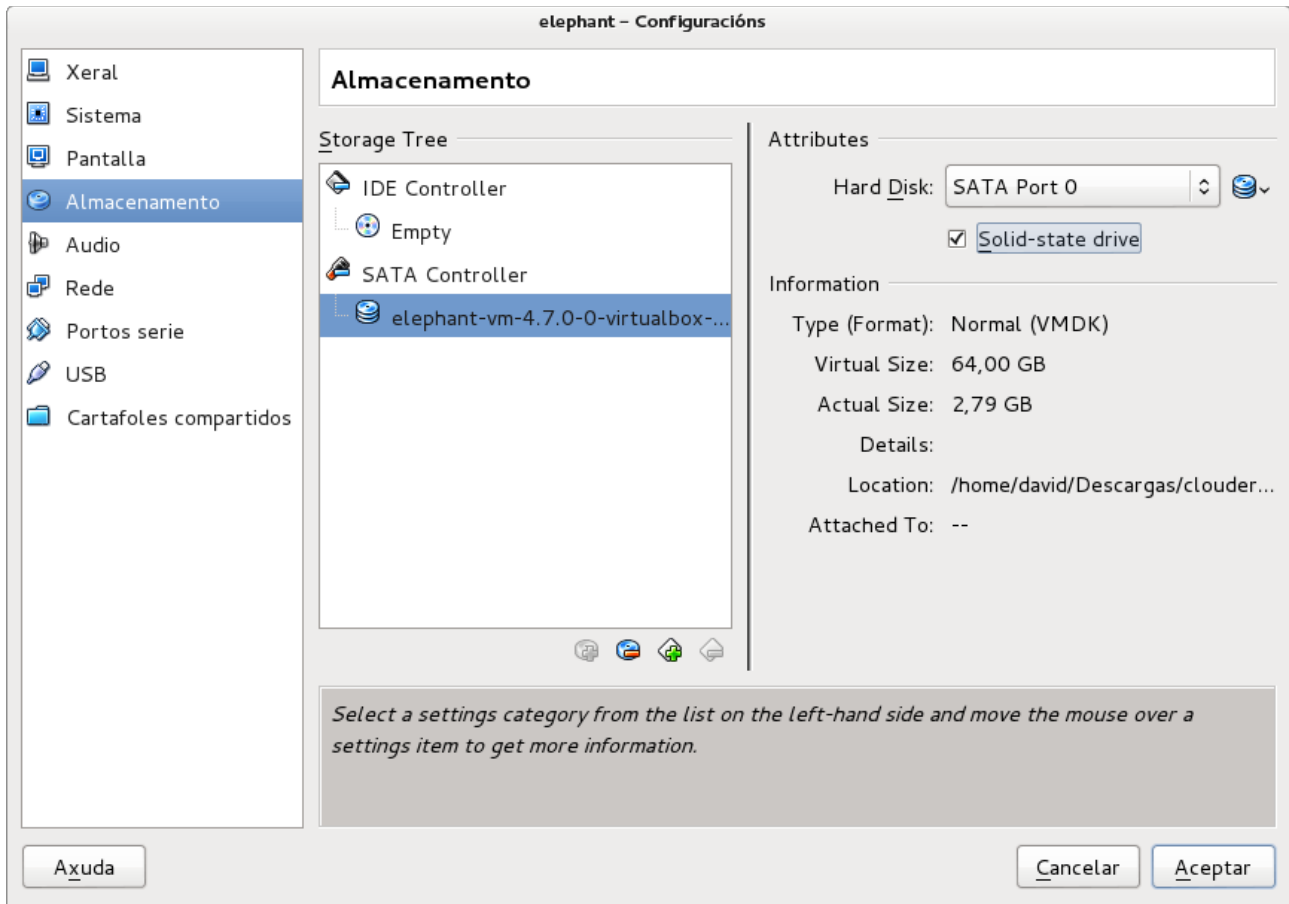 elephant – Configuracións
Xeral
Sistema
Pantalla
Almacenamento
Audio
Rede
Portos serie
USB
Cartafoles compartidos
Almacenamento
Storage Tree
IDE Controller
Empty
SATA Controller
elephant-vm-4.7.0-0-virtualbox-...
Attributes
Hard Disk: SATA Port 0
Solid-state drive
Information
Type (Format): Normal (VMDK)
Virtual Size: 64,00 GB
Actual Size: 2,79 GB
Details:
Location: /home/david/Descargas/clouder...
Attached To: --
Select a settings category from the list on the left-hand side and move the mouse over a
settings item to get more information.
Axuda
Cancelar
Aceptar